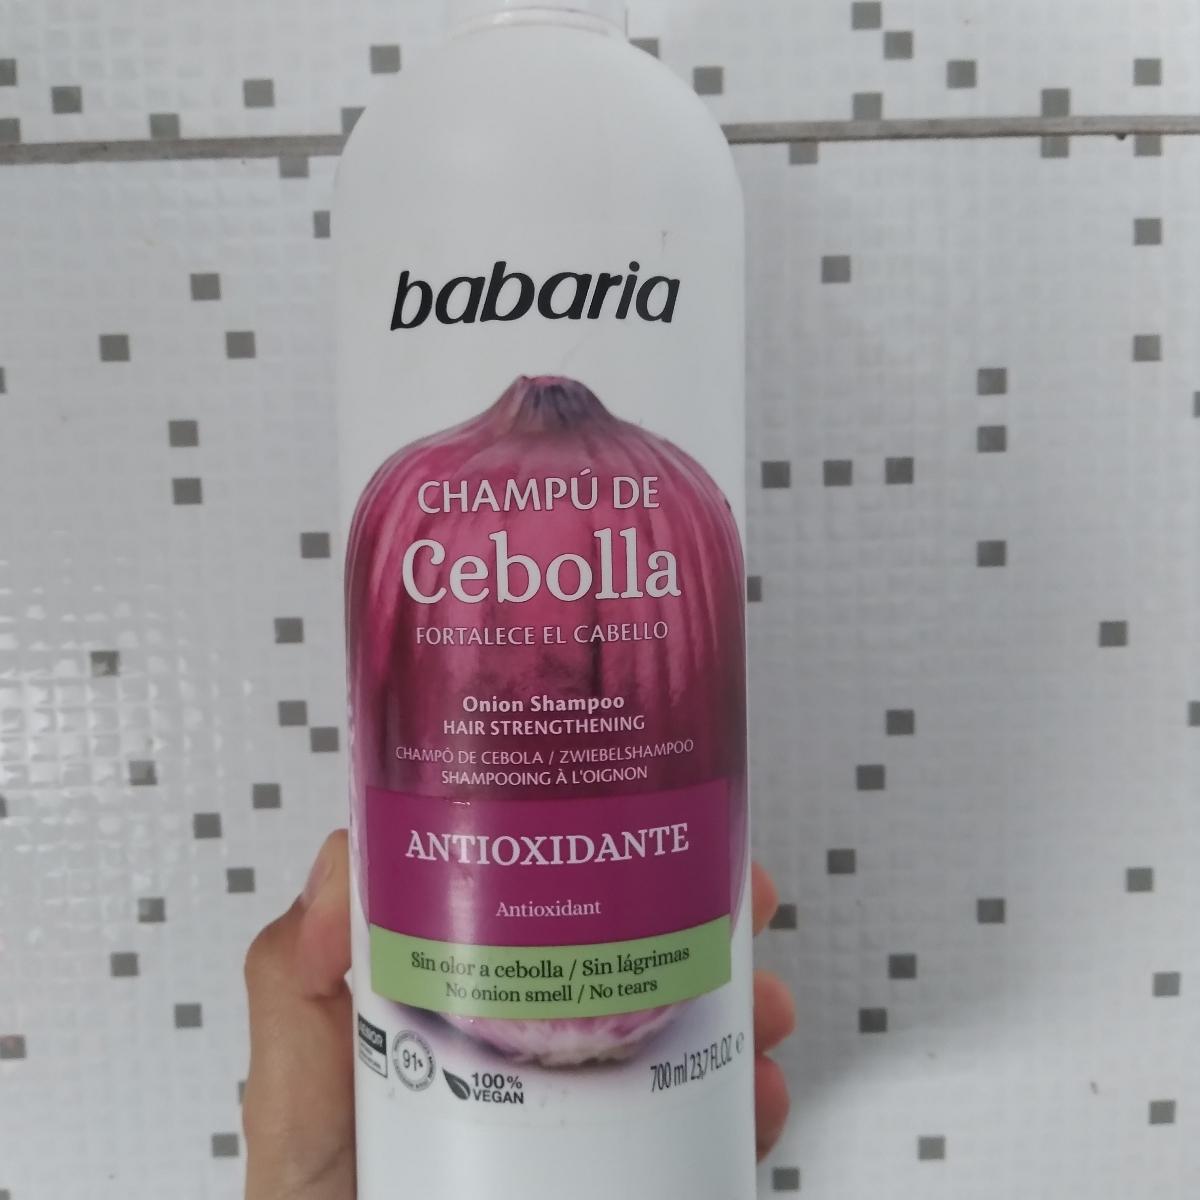 babaria
CHAMPÚ DE
Cebolla
FORTALECE EL CABELLO
Onion Shampoo
HAIR STRENGTHENING
CHAMPÔ DE CEBOLA / ZWIEBELSHAMPOO
SHAMPOOING À L'OIGNON
ANTIOXIDANTE
Antioxidant
Sin olor a cebolla / Sin lágrimas
No onion smell / No tears
91%
100%
VEGAN
700 ml 23,7 FL.OZ ℮